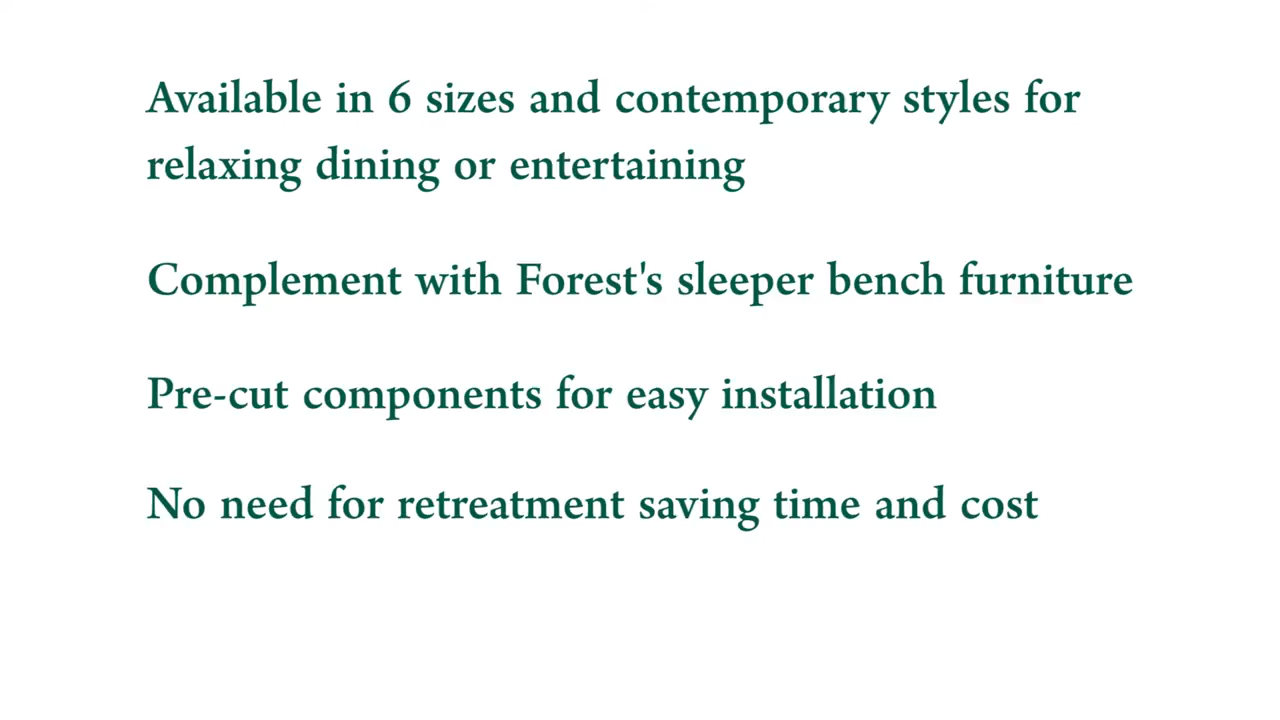 Available in 6 sizes and contemporary styles for
relaxing dining or entertaining
Complement with Forest's sleeper bench furniture
Pre-cut components for easy installation
No need for retreatment saving time and cost